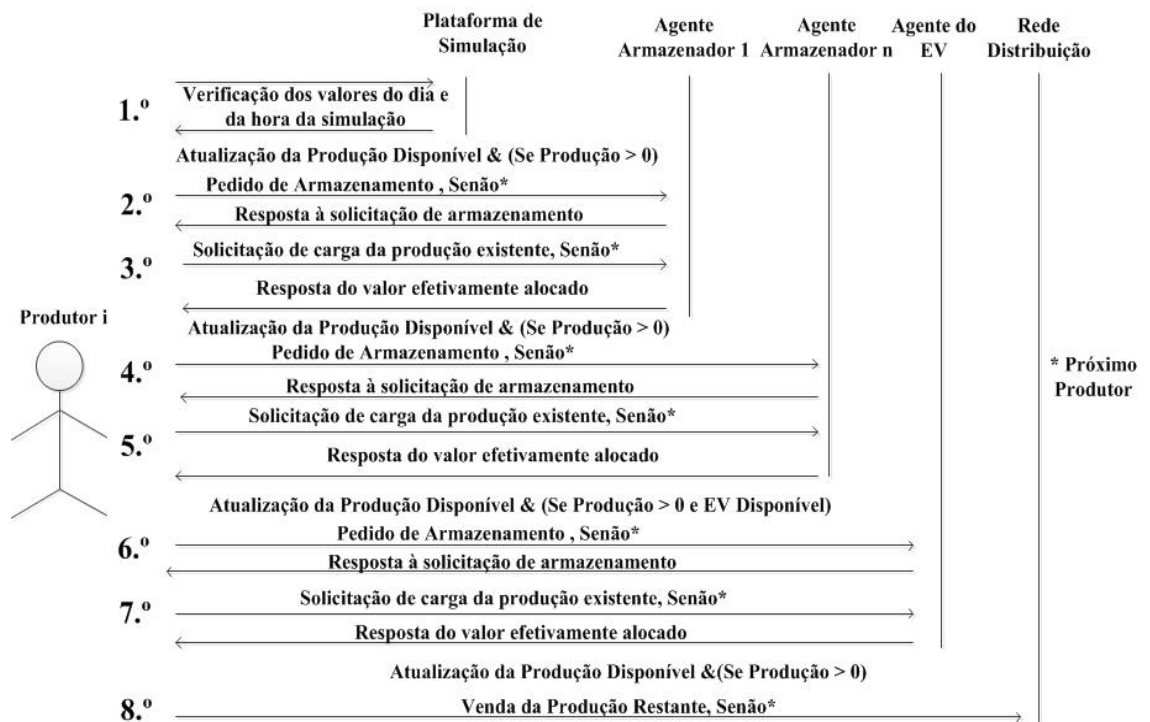 Plataforma de
Simulação
Agente
Armazenador 1
Agente
Armazenador n
Agente do
EV
Rede
Distribuição
1.º
Verificação dos valores do dia e
da hora da simulação
Atualização da Produção Disponível & (Se Produção > 0)
2.º
Pedido de Armazenamento , Senão*
Resposta à solicitação de armazenamento
3.º
Solicitação de carga da produção existente, Senão*
Resposta do valor efetivamente alocado
Produtor i
Atualização da Produção Disponível & (Se Produção > 0)
4.º
Pedido de Armazenamento , Senão*
Resposta à solicitação de armazenamento
* Próximo
Produtor
5.º
Solicitação de carga da produção existente, Senão*
Resposta do valor efetivamente alocado
Atualização da Produção Disponível & (Se Produção > 0 e EV Disponível)
6.º
Pedido de Armazenamento , Senão*
Resposta à solicitação de armazenamento
7.º
Solicitação de carga da produção existente, Senão*
Resposta do valor efetivamente alocado
Atualização da Produção Disponível &(Se Produção > 0)
8.º
Venda da Produção Restante, Senão*